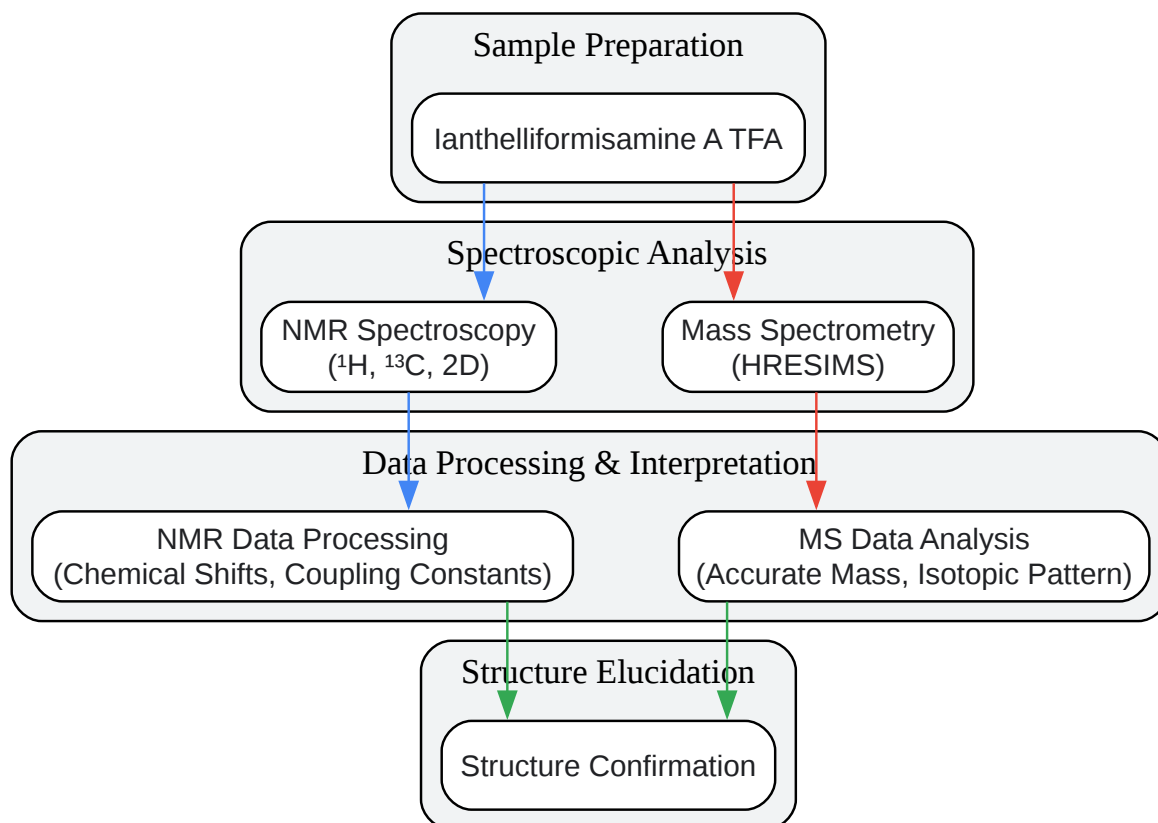 Sample Preparation
Ianthelliformisamine A TFA
Spectroscopic Analysis
NMR Spectroscopy
(¹H, ¹³C, 2D)
Mass Spectrometry
(HRESIMS)
Data Processing & Interpretation
NMR Data Processing
(Chemical Shifts, Coupling Constants)
MS Data Analysis
(Accurate Mass, Isotopic Pattern)
Structure Elucidation
Structure Confirmation